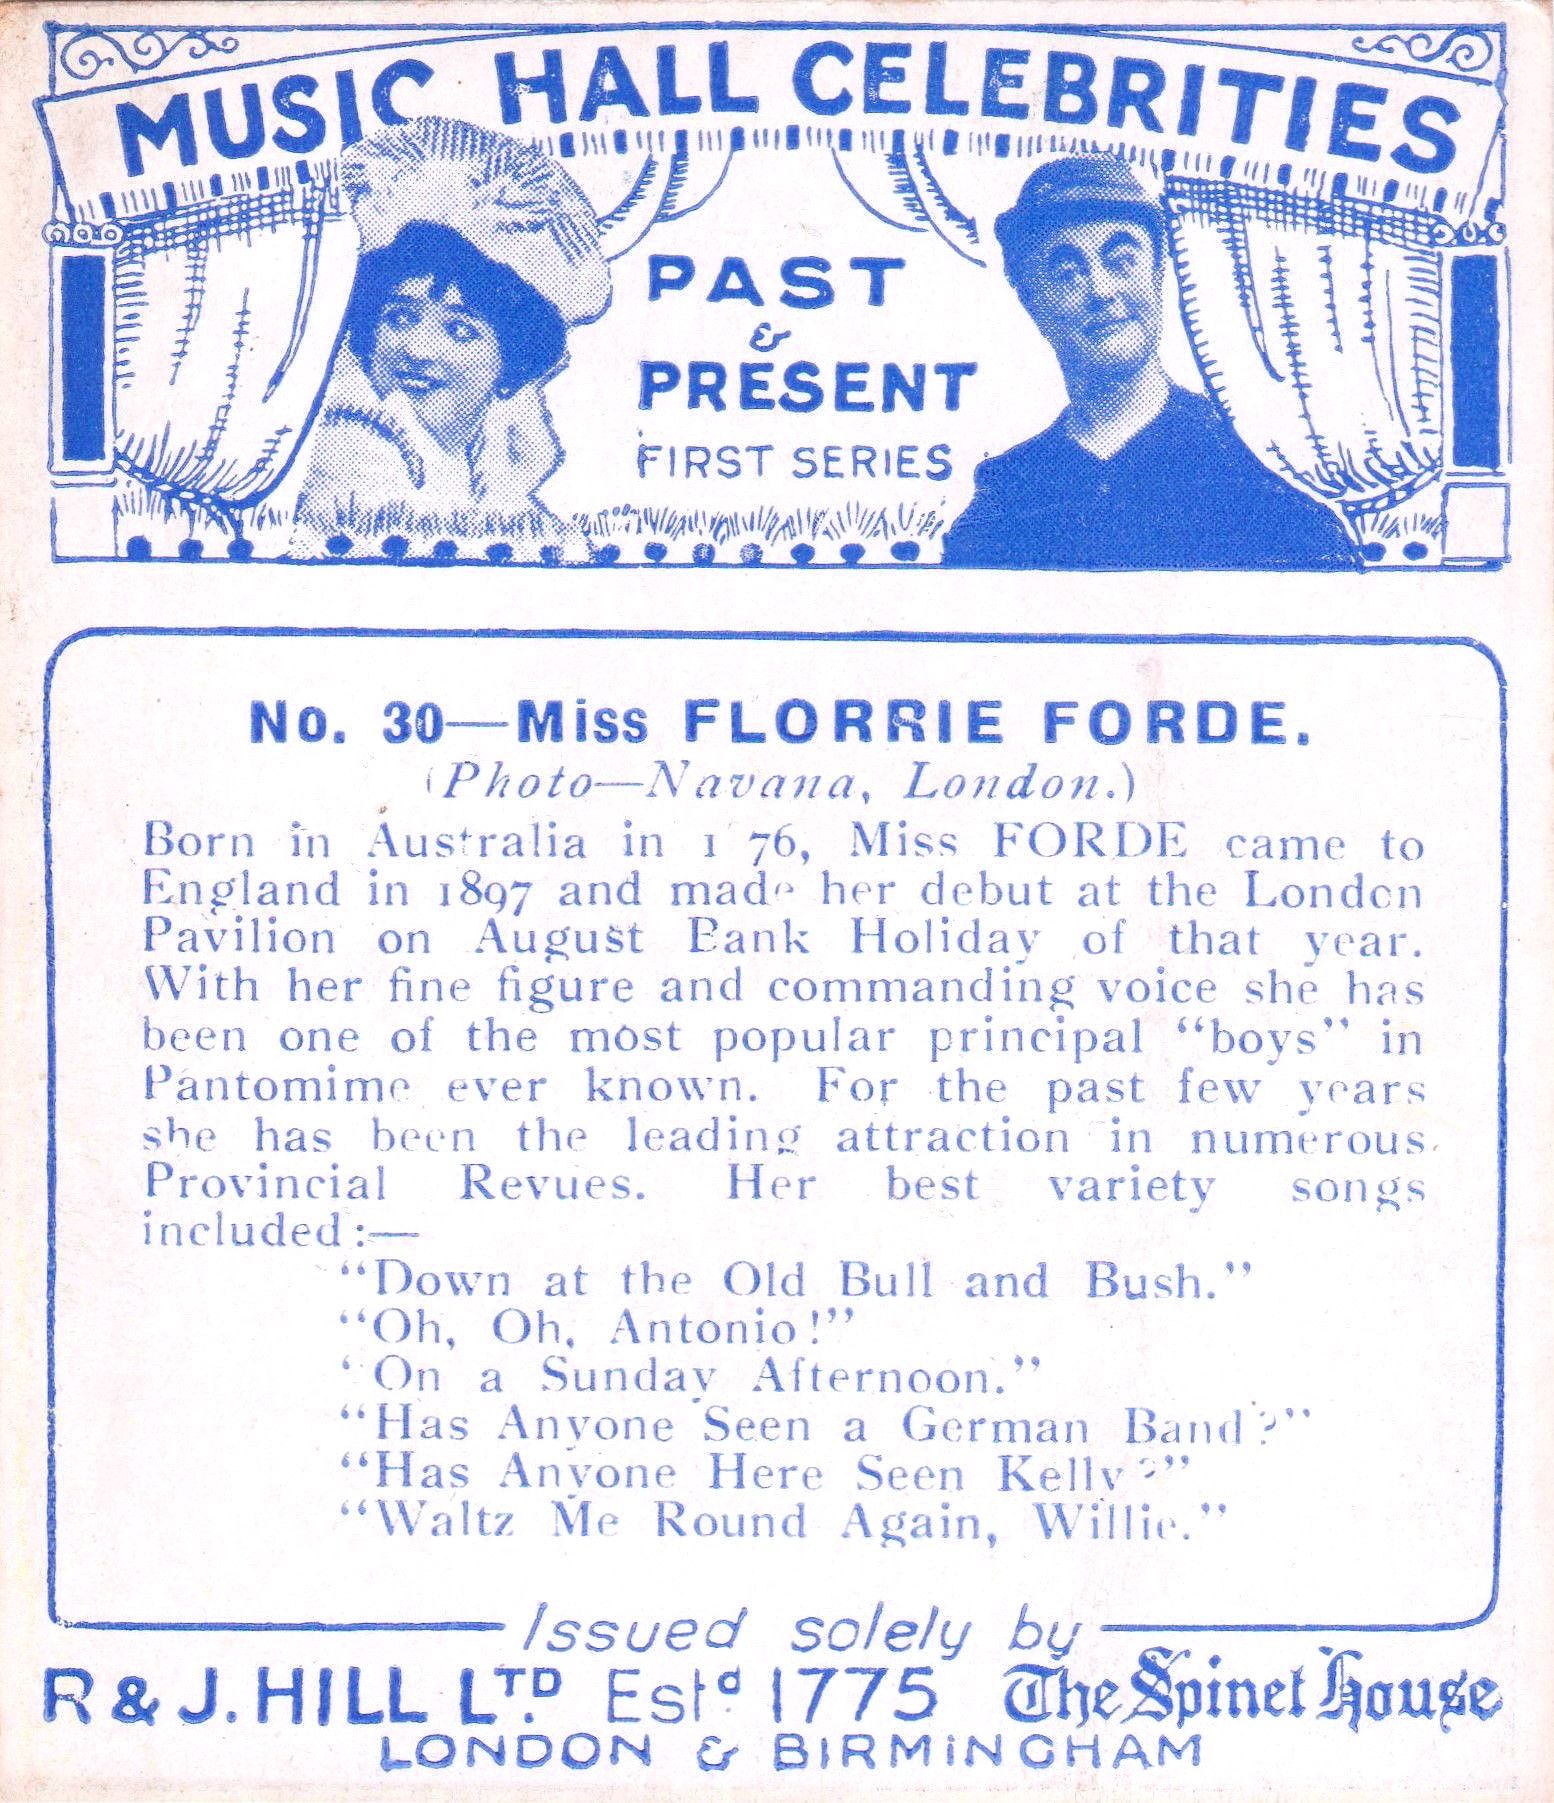 MUSIC HALL CELEBRITIES
PAST
&
PRESENT
FIRST SERIES
No. 30—Miss FLORRIE FORDE.
(Photo—Navana, London.)
Born in Australia in 1 76, Miss FORDE came to
England in 1897 and made her debut at the London
Pavilion on August Bank Holiday of that year.
With her fine figure and commanding voice she has
been one of the most popular principal “boys” in
Pantomime ever known. For the past few years
she has been the leading attraction in numerous
Provincial Revues. Her best variety songs
included:—
“Down at the Old Bull and Bush.”
“Oh, Oh, Antonio!”
“On a Sunday Afternoon.”
“Has Anyone Seen a German Band?”
“Has Anyone Here Seen Kelly?”
“Waltz Me Round Again, Willie.”
Issued solely by
R & J. HILL LTD. Estd. 1775 The Spinet House
LONDON & BIRMINGHAM